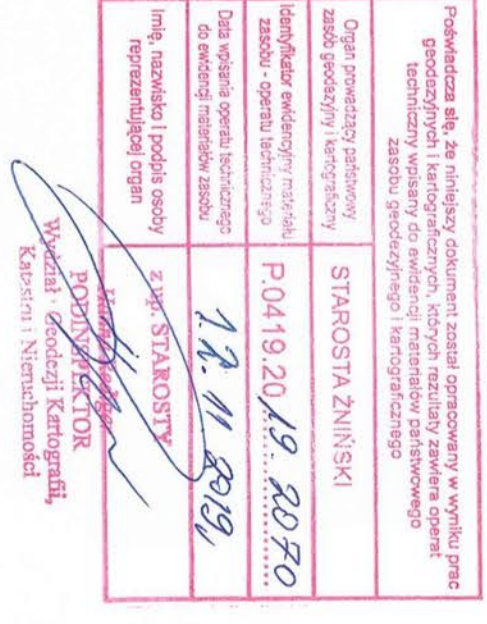 Poświadcza się, że niniejszy dokument został opracowany w wyniku prac
geodezyjnych i kartograficznych, których rezultaty zawiera operat
techniczny wpisany do ewidencji materiałów państwowego
zasobu geodezyjnego i kartograficznego
Organ prowadzący państwowy
zasób geodezyjny i kartograficzny
STAROSTA ŻNIŃSKI
Identyfikator ewidencyjny materiału
zasobu - operatu technicznego
P.0419.2019.2070
Data wpisania operatu technicznego
do ewidencji materiałów zasobu
12.11.2019
Imię, nazwisko i podpis osoby
reprezentującej organ
z up. STAROSTY
PODINSPEKTOR
Wydział Geodezji Kartografii,
Katastru i Nieruchomości